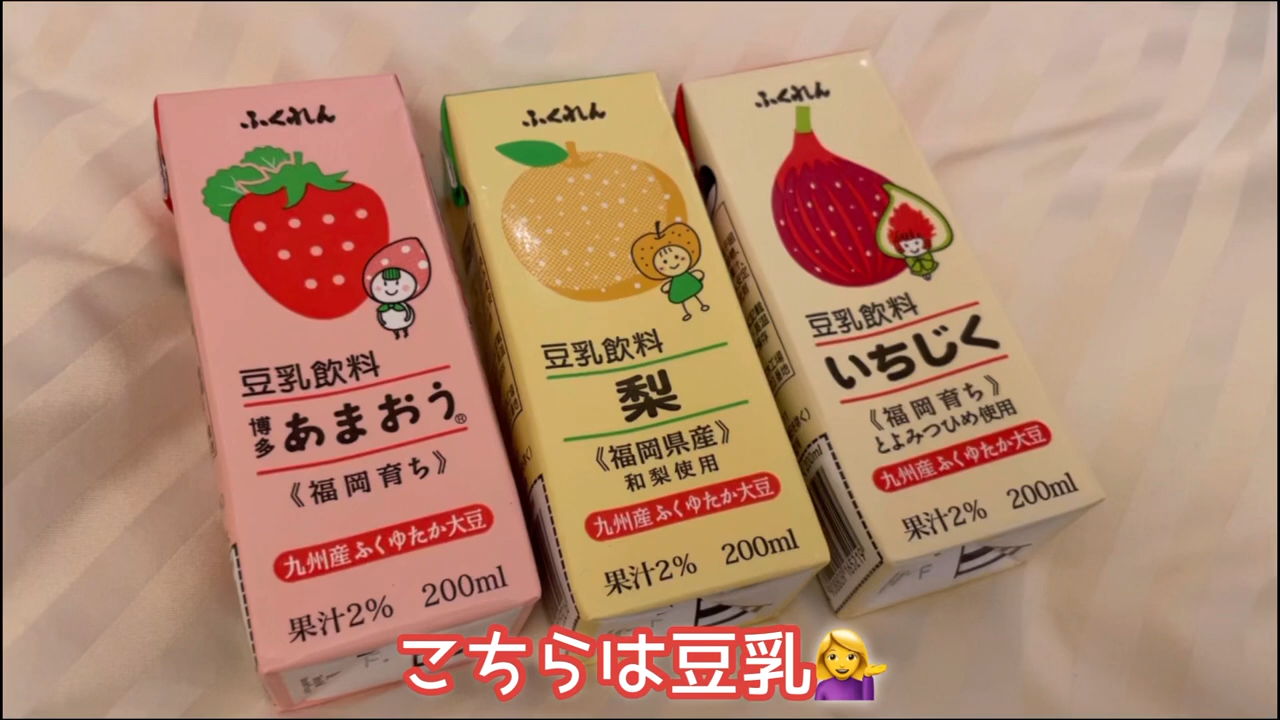 ふくれん
豆乳飲料
博多 あまおう®
《福岡育ち》
九州産ふくゆたか大豆
果汁2% 200ml
ふくれん
豆乳飲料
梨
《福岡県産》
和梨使用
九州産ふくゆたか大豆
果汁2% 200ml
ふくれん
豆乳飲料
いちじく
《福岡育ち》
とよみつひめ使用
九州産ふくゆたか大豆
果汁2% 200ml
こちらは豆乳💁‍♀️